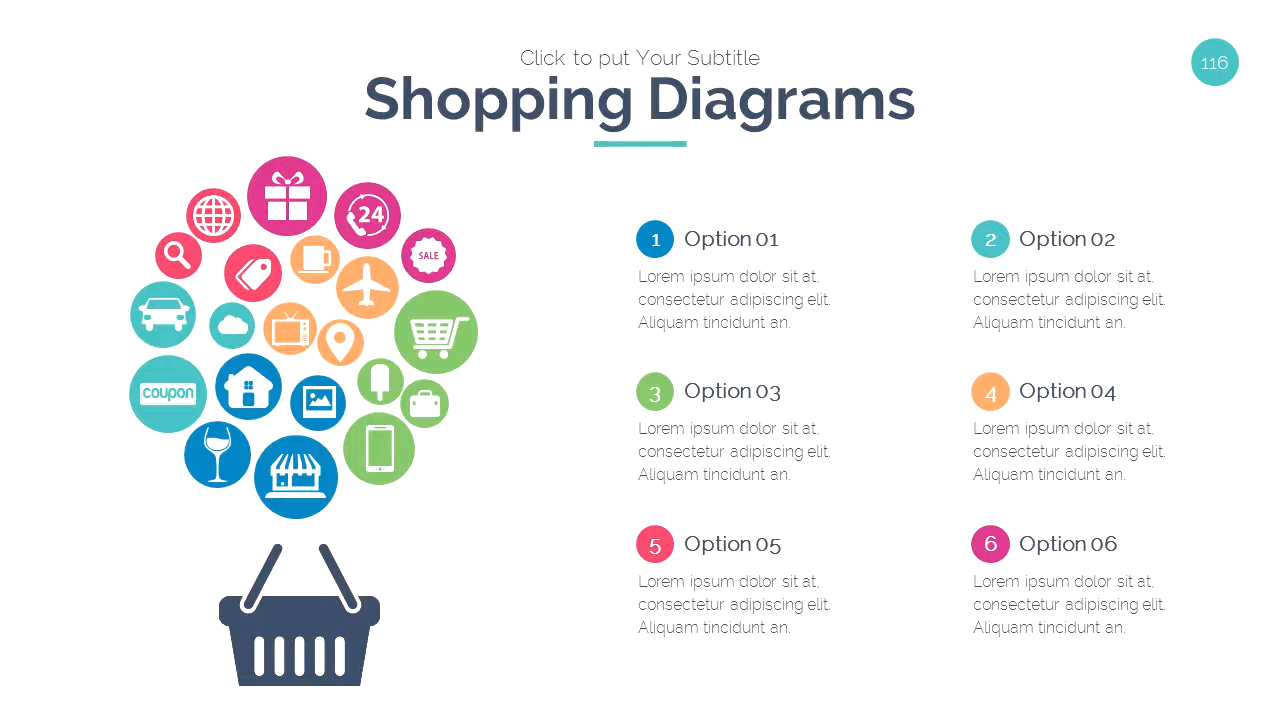 Click to put Your Subtitle
116
Shopping Diagrams
24
SALE
coupon
1 Option 01
Lorem ipsum dolor sit at,
consectetur adipiscing elit.
Aliquam tincidunt an.
2 Option 02
Lorem ipsum dolor sit at,
consectetur adipiscing elit.
Aliquam tincidunt an.
3 Option 03
Lorem ipsum dolor sit at,
consectetur adipiscing elit.
Aliquam tincidunt an.
4 Option 04
Lorem ipsum dolor sit at,
consectetur adipiscing elit.
Aliquam tincidunt an.
5 Option 05
Lorem ipsum dolor sit at,
consectetur adipiscing elit.
Aliquam tincidunt an.
6 Option 06
Lorem ipsum dolor sit at,
consectetur adipiscing elit.
Aliquam tincidunt an.